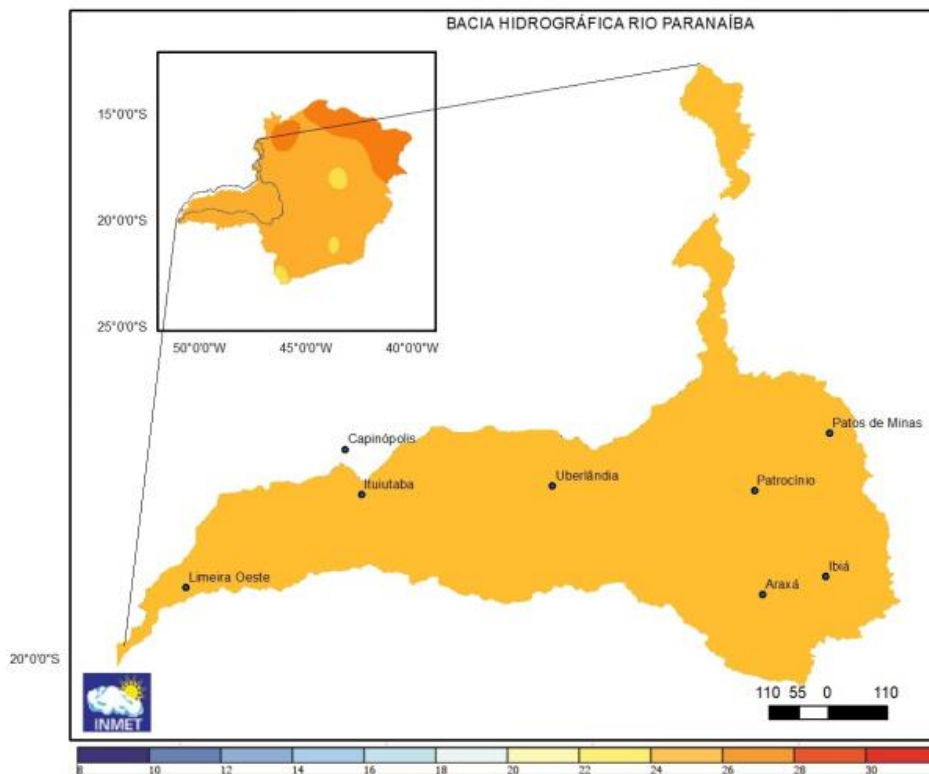 BACIA HIDROGRÁFICA RIO PARANAÍBA
15°0'0"S
20°0'0"S
25°0'0"S
50°0'0"W 45°0'0"W 40°0'0"W
Patos de Minas
Capinópolis
Ituiutaba
Uberlândia
Patrocínio
Limeira Oeste
Ibiá
Araxá
20°0'0"S
INMET
110 55 0 110
8 10 12 14 16 18 20 22 24 26 28 30